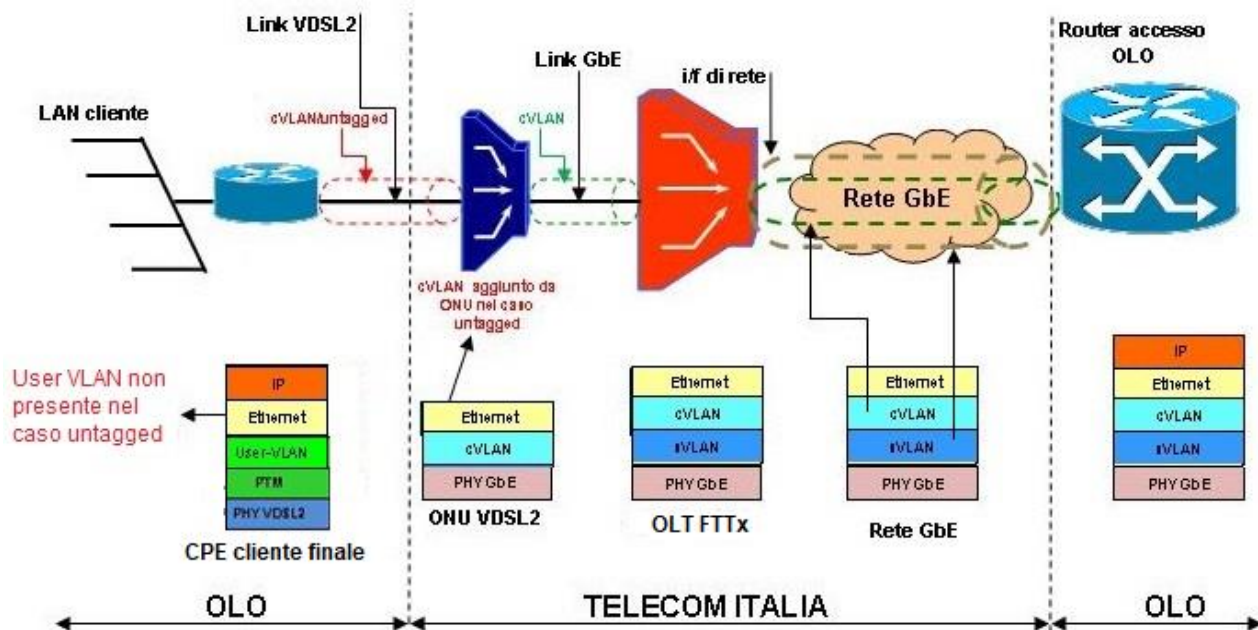 Link VDSL2
Router accesso
OLO
Link GbE
i/f di rete
LAN cliente
cVLAN/untagged
cVLAN
Rete GbE
cVLAN aggiunto da
ONU nel caso
untagged
User VLAN non
presente nel
caso untagged
IP
Ethernet
User-VLAN
PTM
PHY VDSL2
CPE cliente finale
Ethernet
cVLAN
PHY GbE
ONU VDSL2
Ethernet
cVLAN
sVLAN
PHY GbE
OLT FTTx
Ethernet
cVLAN
sVLAN
PHY GbE
Rete GbE
IP
Ethernet
cVLAN
sVLAN
PHY GbE
OLO
TELECOM ITALIA
OLO